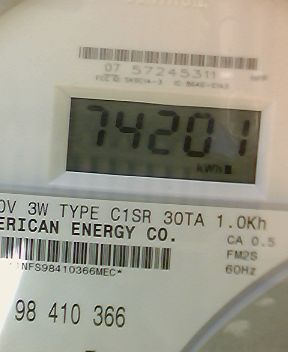 07 57245311
74201
kWh
0V 3W TYPE C1SR 30TA 1.0Kh
ERICAN ENERGY CO.
CA 0.5
FM2S
60Hz
NFS98410366MEC*
98 410 366